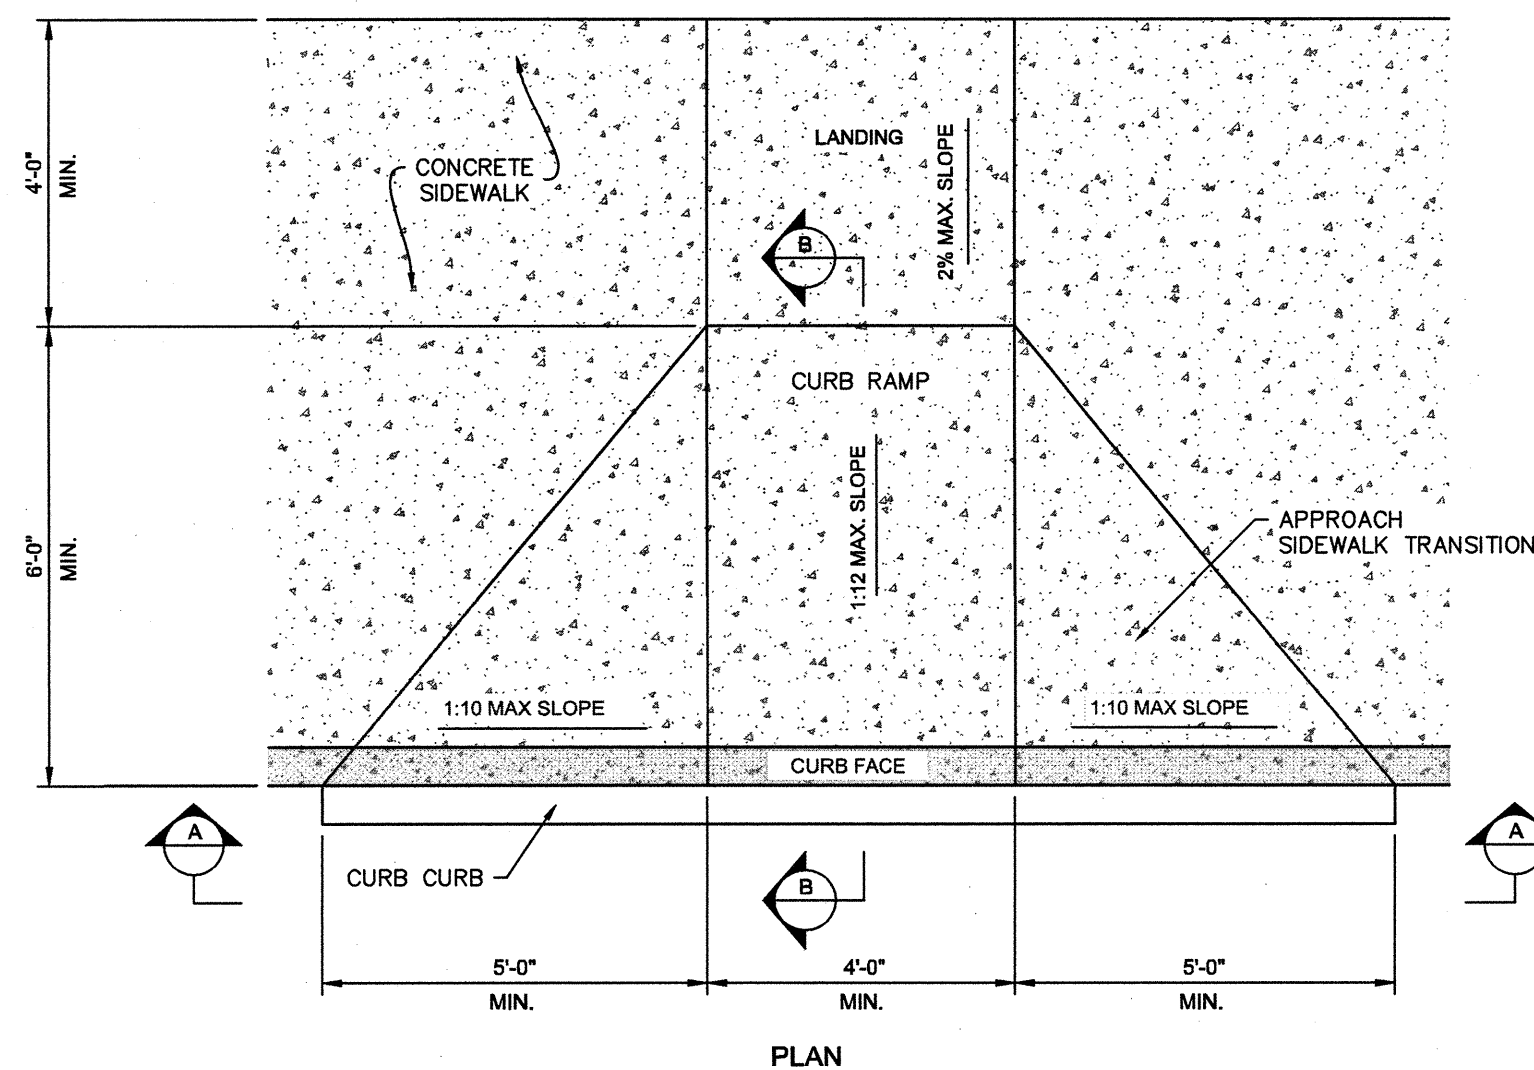 4'-0"
MIN.
CONCRETE
SIDEWALK
LANDING
2% MAX. SLOPE
B
CURB RAMP
6'-0"
MIN.
1:12 MAX. SLOPE
APPROACH
SIDEWALK TRANSITION
1:10 MAX SLOPE
1:10 MAX SLOPE
CURB FACE
A
A
CURB CURB
B
5'-0"
MIN.
4'-0"
MIN.
5'-0"
MIN.
PLAN